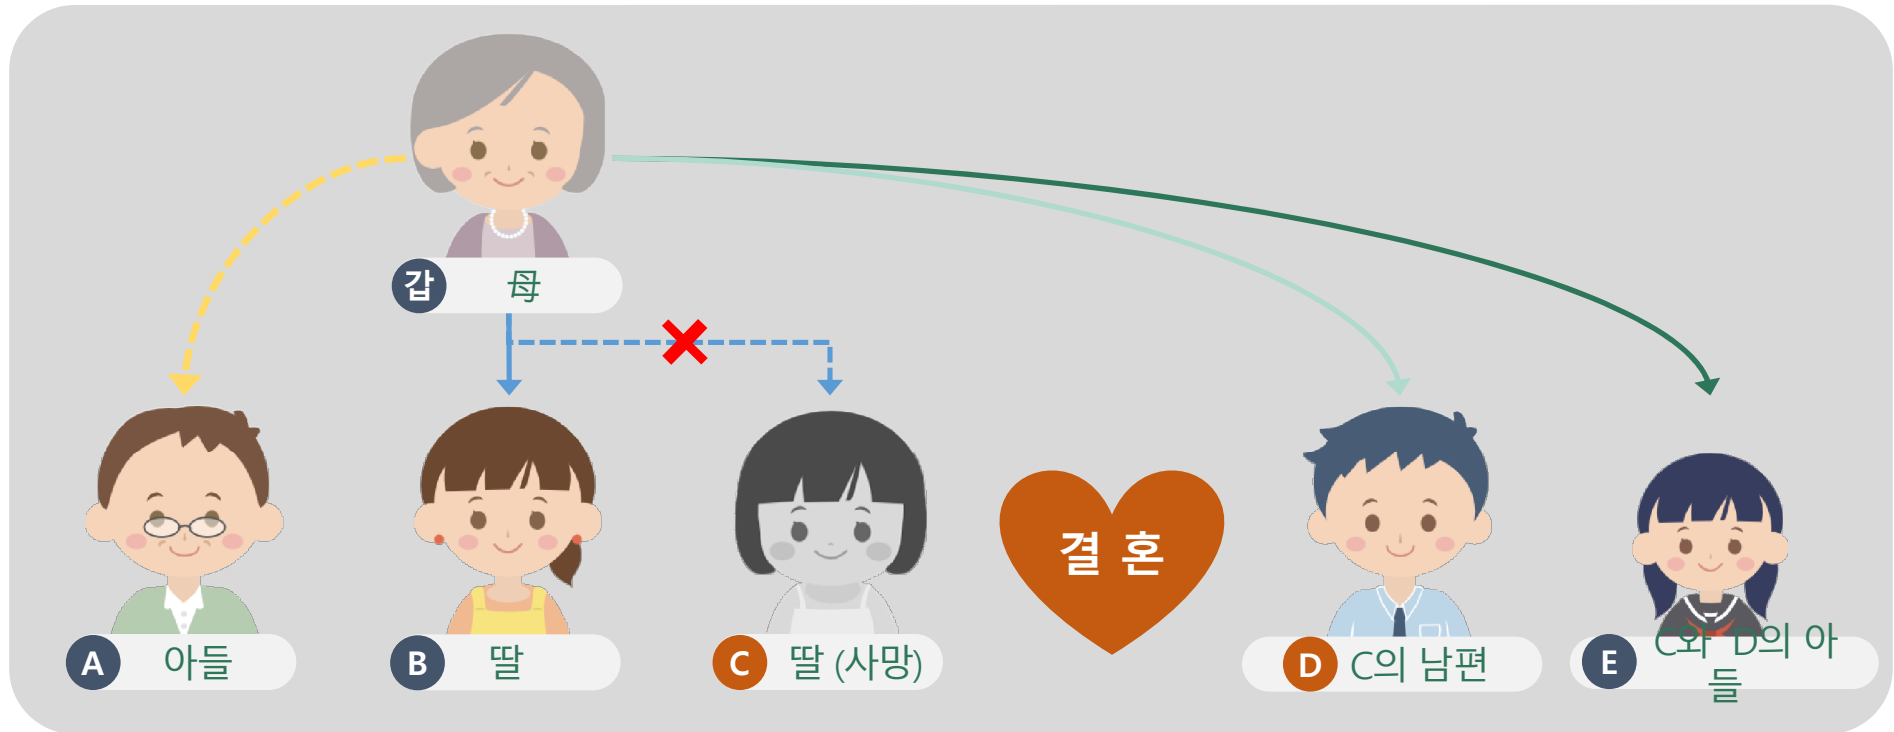 갑 母
결 혼
A 아들
B 딸
C 딸 (사망)
D C의 남편
E C와 D의 아
들